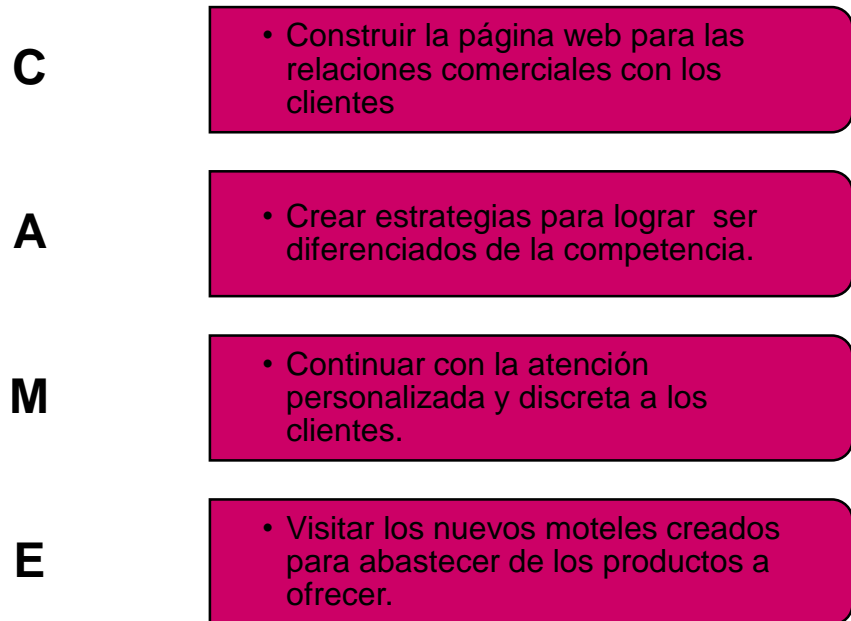 C
• Construir la página web para las
relaciones comerciales con los
clientes
A
• Crear estrategias para lograr  ser
diferenciados de la competencia.
M
• Continuar con la atención
personalizada y discreta a los
clientes.
E
• Visitar los nuevos moteles creados
para abastecer de los productos a
ofrecer.